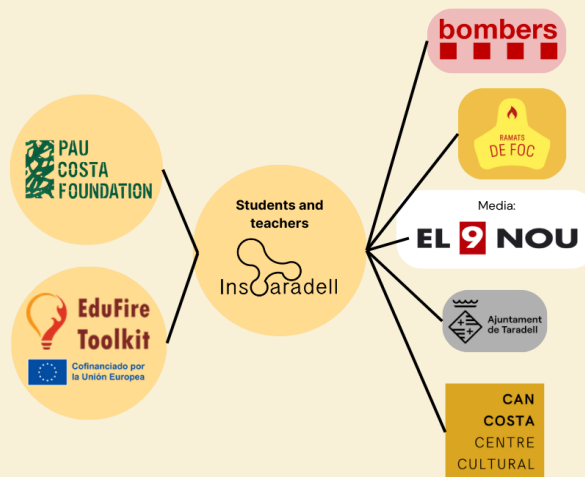 PAU
COSTA
FOUNDATION
EduFire
Toolkit
Cofinanciado por
la Unión Europea
Students and
teachers
InsTaradell
bombers
RAMATS
DE FOC
Media:
EL 9 NOU
Ajuntament
de Taradell
CAN
COSTA
CENTRE
CULTURAL